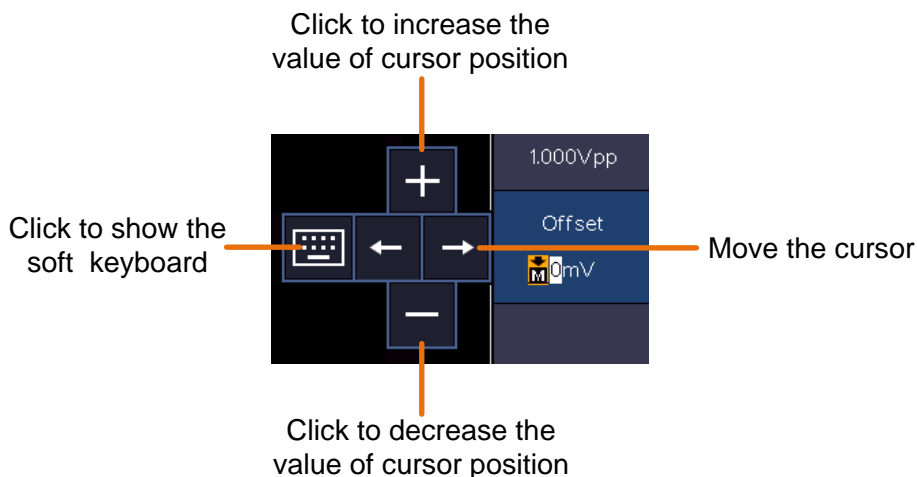 Click to increase the
value of cursor position
1.000Vpp
Click to show the
soft keyboard
Offset
M 0mV
Move the cursor
Click to decrease the
value of cursor position